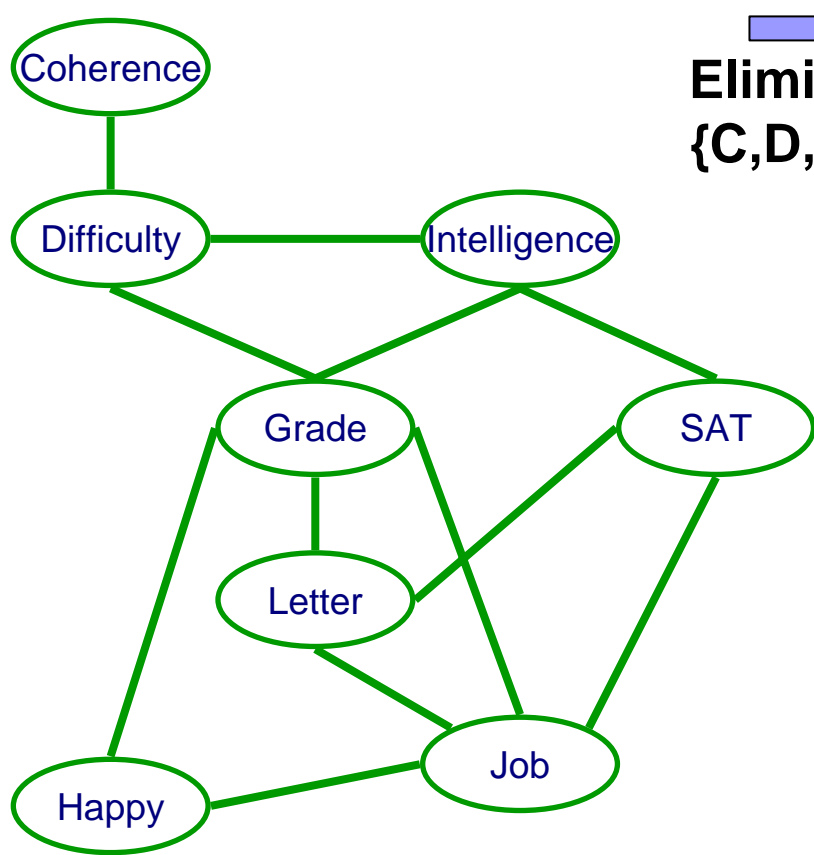 Coherence
Elimi
{C,D,
Difficulty
Intelligence
Grade
SAT
Letter
Job
Happy